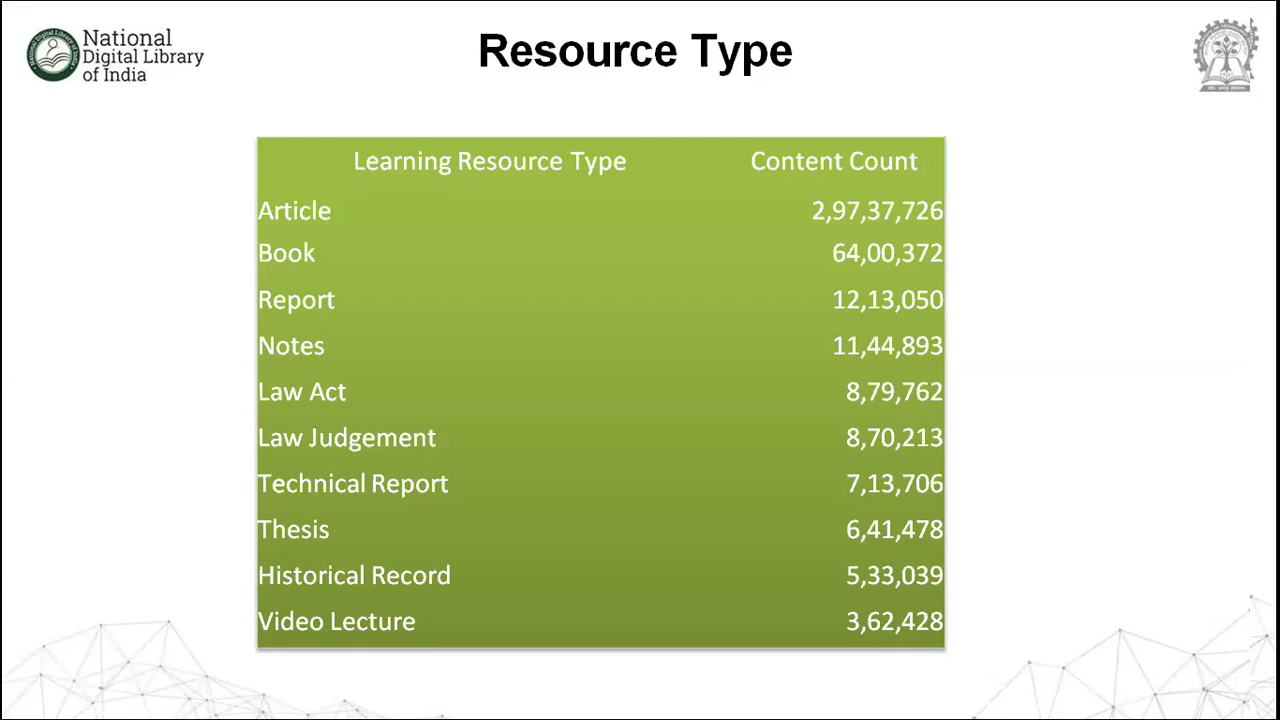 National
Digital Library
of India
Resource Type
Learning Resource Type Content Count
Article 2,97,37,726
Book 64,00,372
Report 12,13,050
Notes 11,44,893
Law Act 8,79,762
Law Judgement 8,70,213
Technical Report 7,13,706
Thesis 6,41,478
Historical Record 5,33,039
Video Lecture 3,62,428